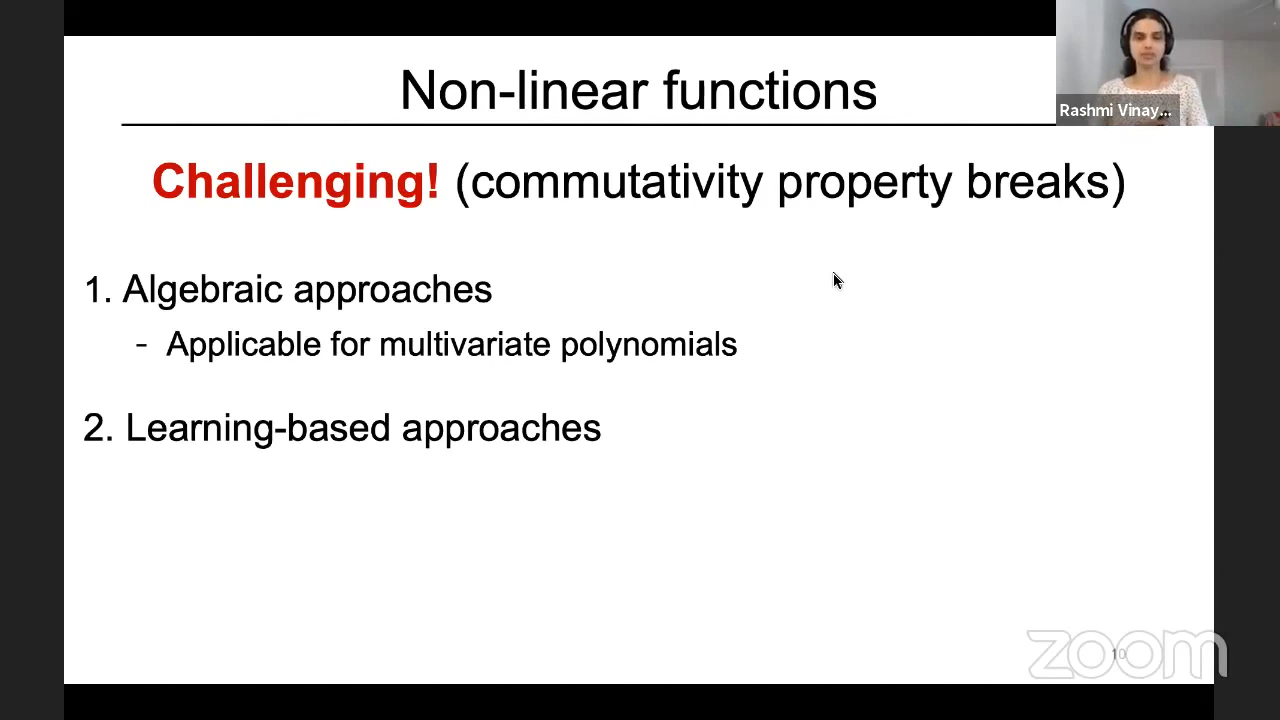 Non-linear functions
Rashmi Vinay...
Challenging! (commutativity property breaks)
1. Algebraic approaches
- Applicable for multivariate polynomials
2. Learning-based approaches
10
zoom